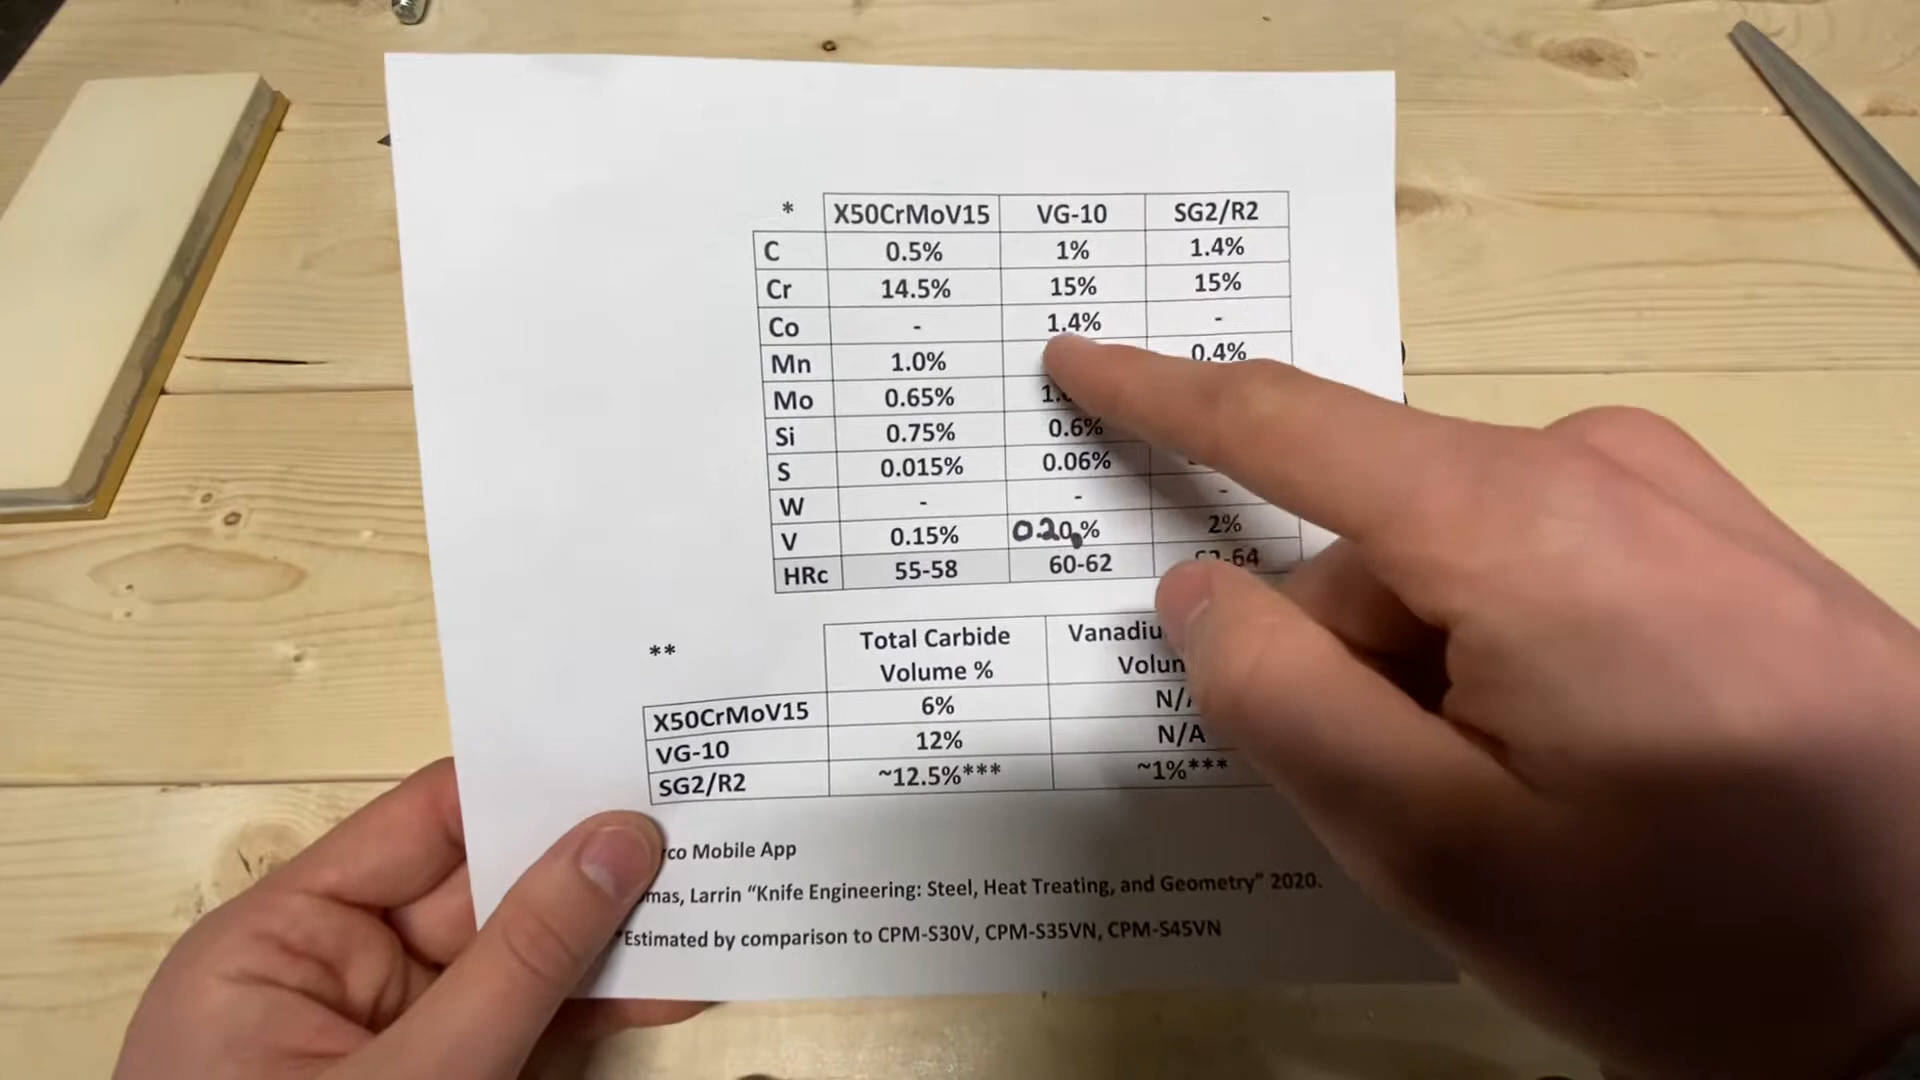 * X50CrMoV15 VG-10 SG2/R2
C 0.5% 1% 1.4%
Cr 14.5% 15% 15%
Co - 1.4% -
Mn 1.0% 0.4%
Mo 0.65%
Si 0.75% 0.6%
S 0.015% 0.06%
W - - -
V 0.15% 0.20% 2%
HRc 55-58 60-62
** Total Carbide
Volume %
X50CrMoV15 6%
VG-10 12% N/A
SG2/R2 ~12.5%*** ~1%***
Mobile App
Larrin “Knife Engineering: Steel, Heat Treating, and Geometry” 2020.
*Estimated by comparison to CPM-S30V, CPM-S35VN, CPM-S45VN